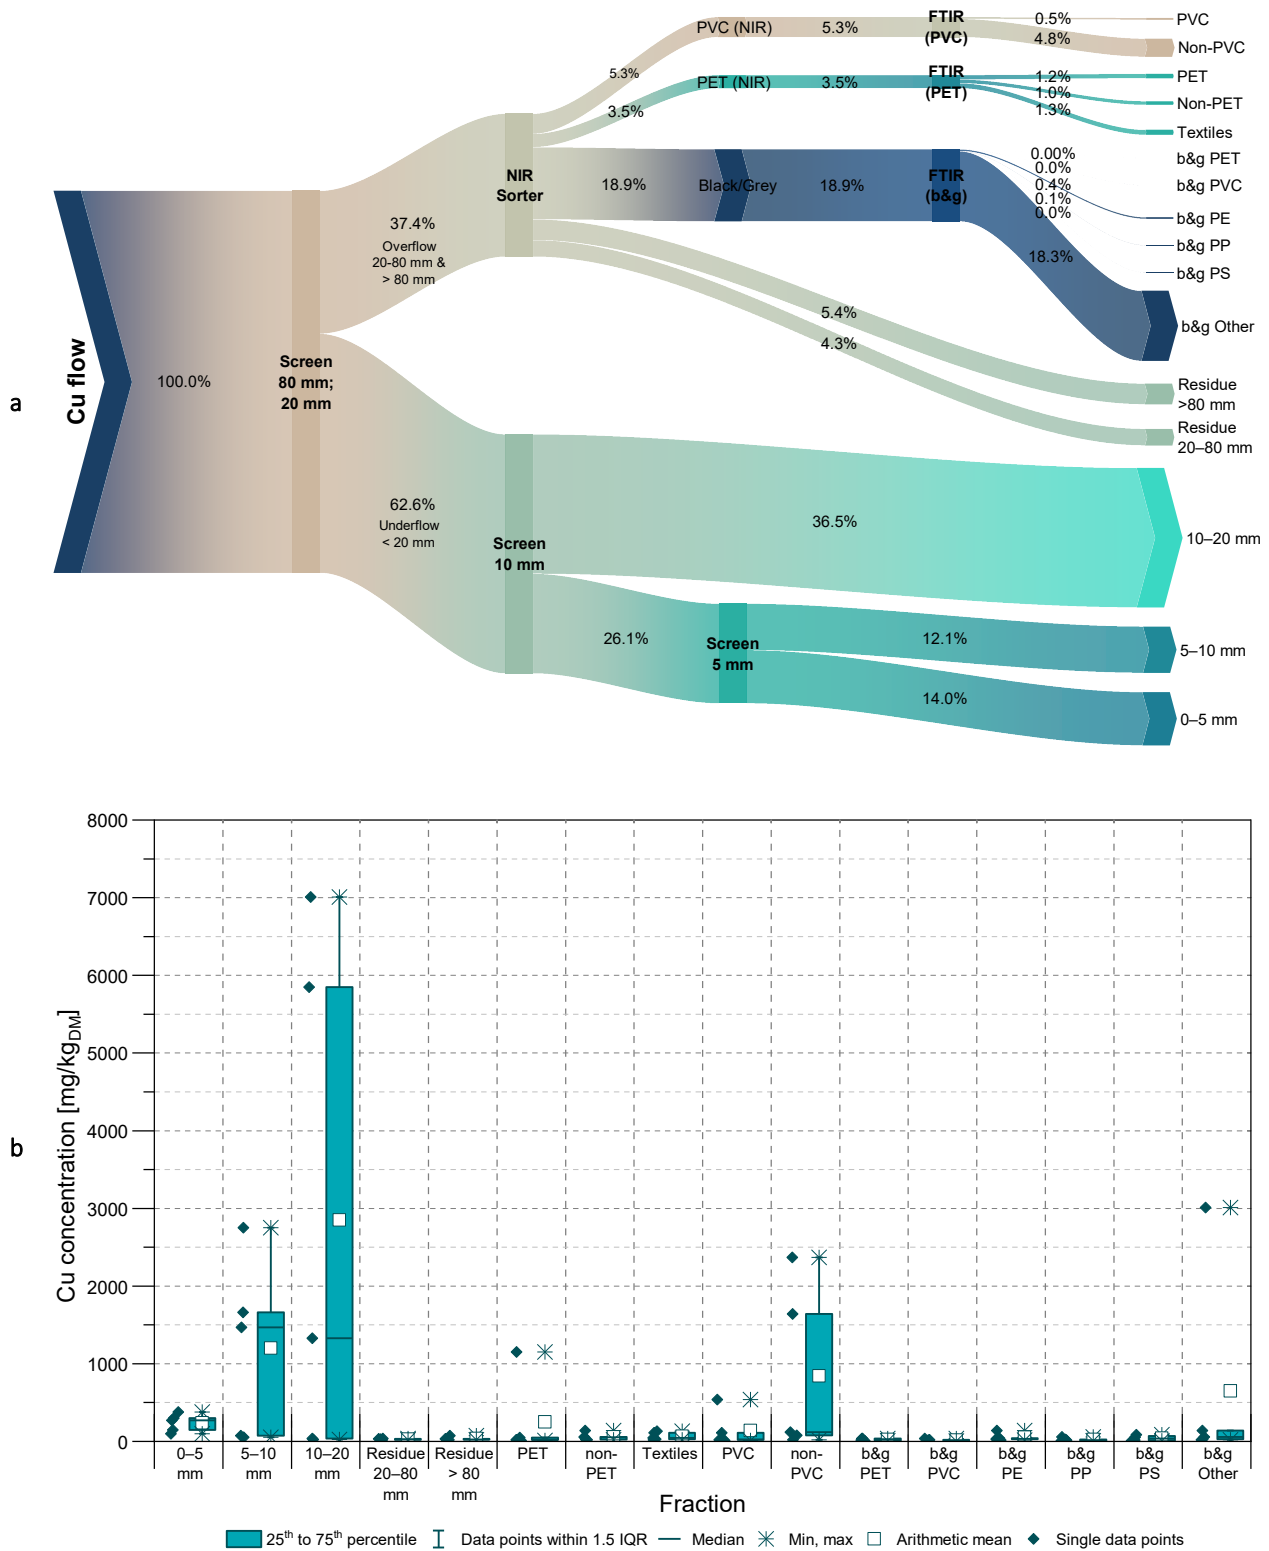 a
Cu flow
100.0%
Screen
80 mm;
20 mm
37.4%
Overflow
20-80 mm &
> 80 mm
62.6%
Underflow
< 20 mm
NIR
Sorter
Screen
10 mm
5.3%
3.5%
18.9%
PVC (NIR)
5.3%
FTIR
(PVC)
0.5%
4.8%
PVC
Non-PVC
PET (NIR)
3.5%
FTIR
(PET)
1.2%
1.0%
1.3%
PET
Non-PET
Textiles
Black/Grey
18.9%
FTIR
(b&g)
0.00%
0.0%
0.4%
0.1%
0.0%
18.3%
b&g PET
b&g PVC
b&g PE
b&g PP
b&g PS
b&g Other
5.4%
4.3%
Residue
>80 mm
Residue
20–80 mm
36.5%
10–20 mm
26.1%
Screen
5 mm
12.1%
14.0%
5–10 mm
0–5 mm
b
Cu concentration [mg/kgDM]
8000
7000
6000
5000
4000
3000
2000
1000
0
0–5
mm
5–10
mm
10–20
mm
Residue
20–80
mm
Residue
> 80
mm
PET
non-
PET
Textiles
PVC
non-
PVC
b&g
PET
b&g
PVC
b&g
PE
b&g
PP
b&g
PS
b&g
Other
Fraction
25th to 75th percentile
Data points within 1.5 IQR
Median
Min, max
Arithmetic mean
Single data points